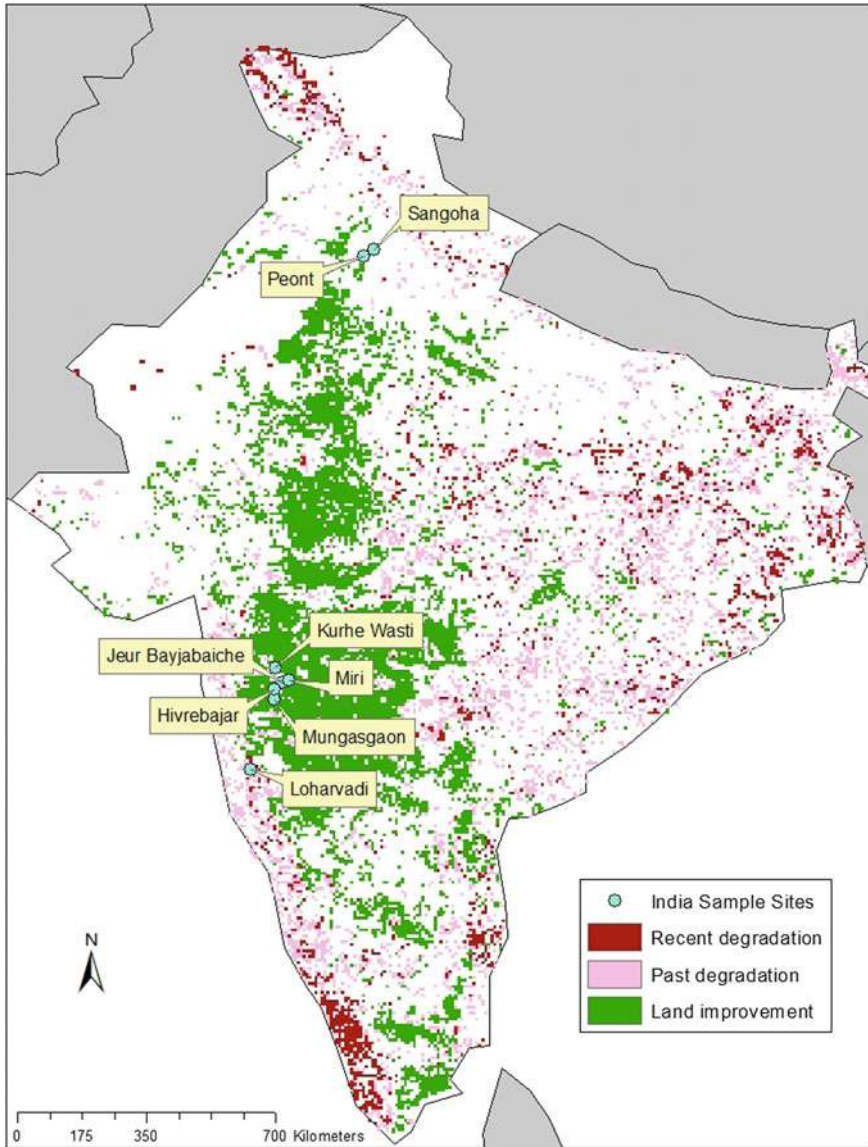 Sangoha
Peont
Kurhe Wasti
Jeur Bayjabaiche
Miri
Hivrebajar
Mungasgaon
Loharvadi
India Sample Sites
Recent degradation
Past degradation
Land improvement
N
0 175 350 700 Kilometers